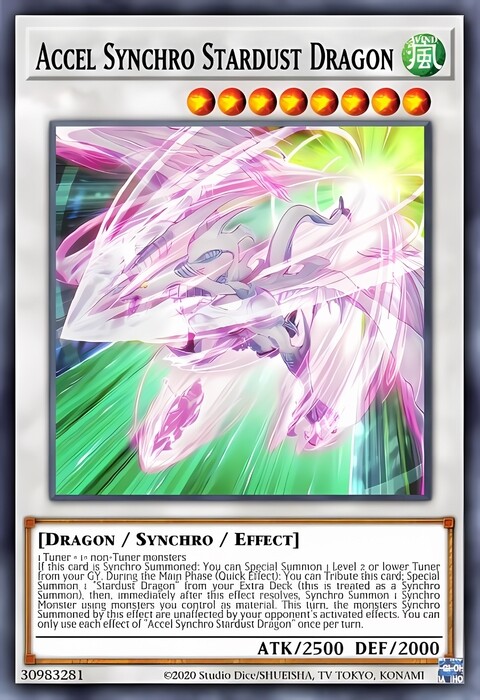 ACCEL SYNCHRO STARDUST DRAGON
WIND
風
[DRAGON / SYNCHRO / EFFECT]
1 Tuner + 1+ non-Tuner monsters
If this card is Synchro Summoned: You can Special Summon 1 Level 2 or lower Tuner
from your GY. During the Main Phase (Quick Effect): You can Tribute this card; Special
Summon 1 "Stardust Dragon" from your Extra Deck (this is treated as a Synchro
Summon), then, immediately after this effect resolves, Synchro Summon 1 Synchro
Monster using monsters you control as material. This turn, the monsters Synchro
Summoned by this effect are unaffected by your opponent's activated effects. You can
only use each effect of "Accel Synchro Stardust Dragon" once per turn.
ATK/2500 DEF/2000
30983281
©2020 Studio Dice/SHUEISHA, TV TOKYO, KONAMI